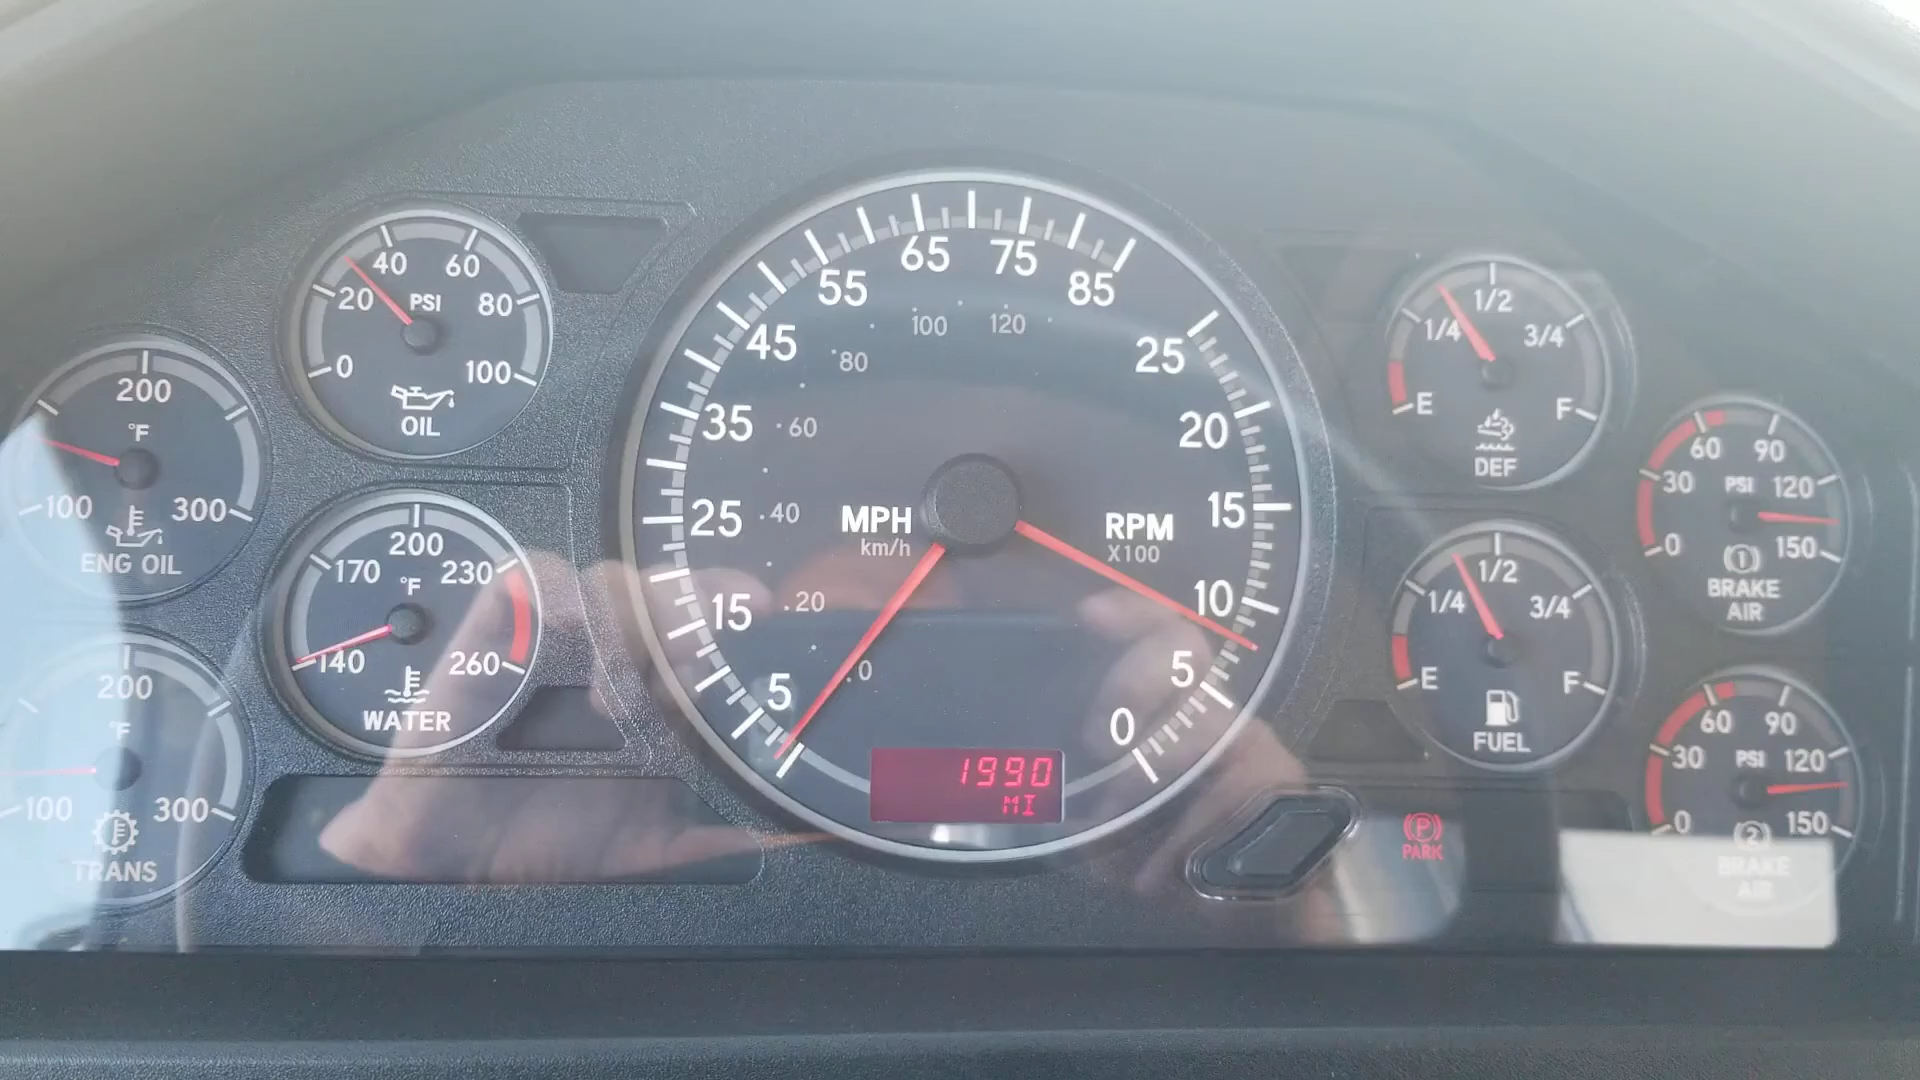 20 40 60 80
0 PSI 100
OIL
200
°F
100 300
ENG OIL
170 200 230
°F
140 260
WATER
200
°F
100 300
TRANS
5 15 25 35 45 55 65 75 85
0 20 40 60 80 100 120
MPH
km/h
25
20
15
10
5
0
RPM
X100
1990
MI
1/4 1/2 3/4
E F
DEF
1/4 1/2 3/4
E F
FUEL
P
PARK
60 90
30 PSI 120
0 150
1
BRAKE
AIR
60 90
30 PSI 120
0 150
2
BRAKE
AIR